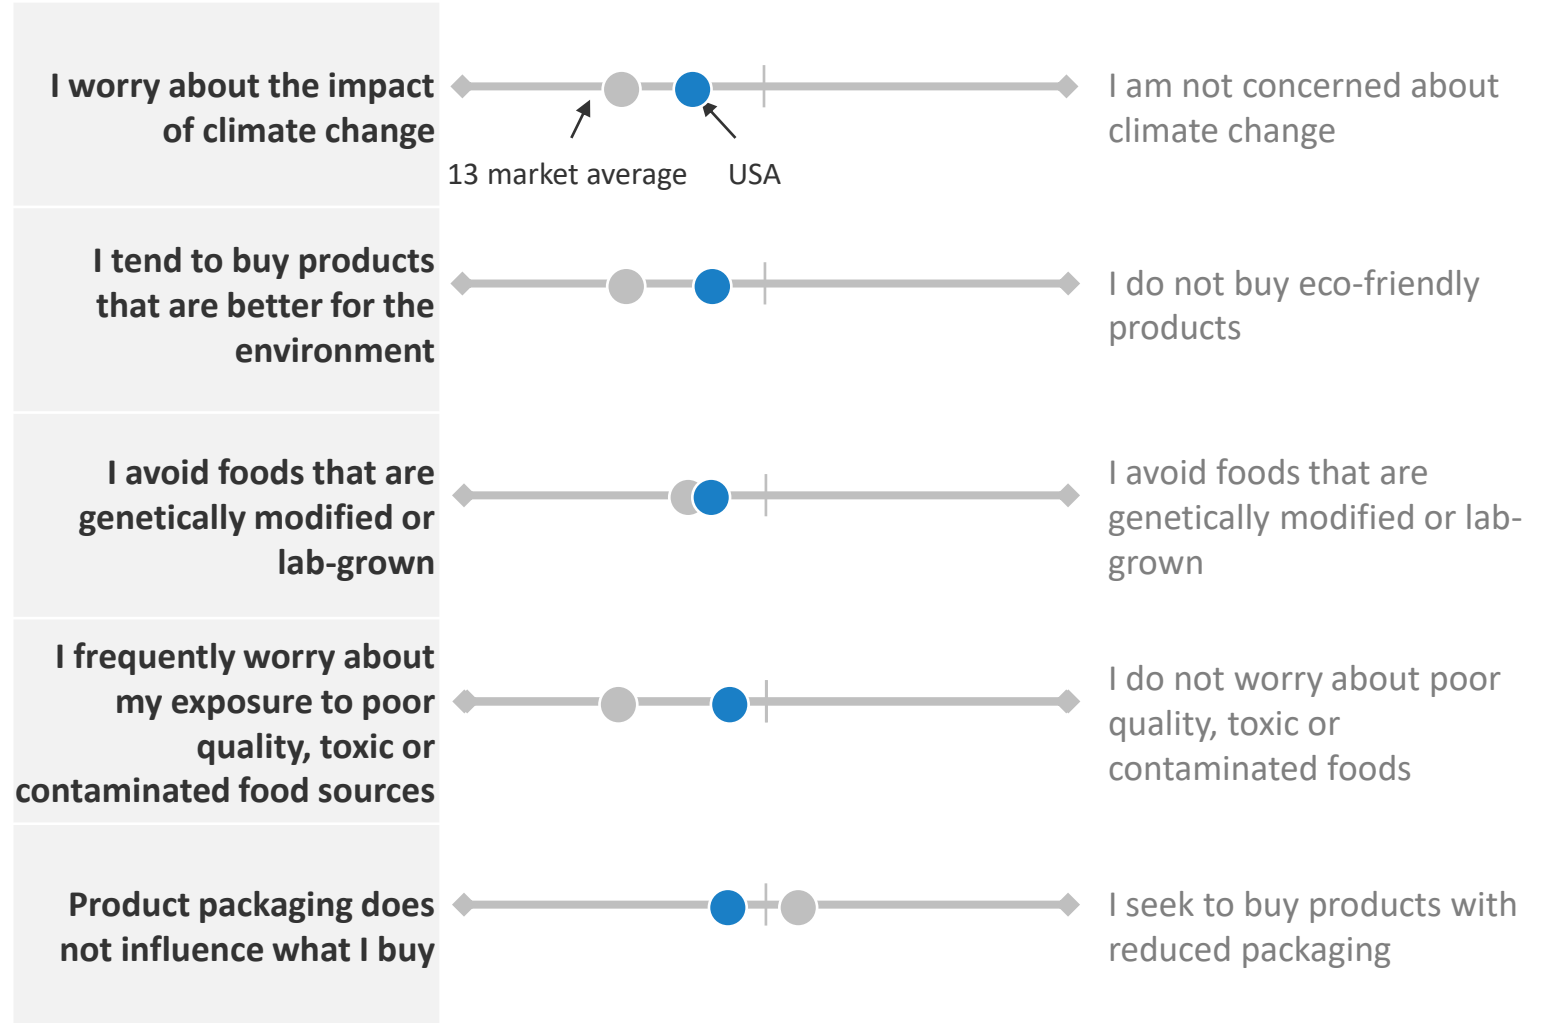 I worry about the impact
of climate change
13 market average
USA
I am not concerned about
climate change
I tend to buy products
that are better for the
environment
I do not buy eco-friendly
products
I avoid foods that are
genetically modified or
lab-grown
I avoid foods that are
genetically modified or lab-
grown
I frequently worry about
my exposure to poor
quality, toxic or
contaminated food sources
I do not worry about poor
quality, toxic or
contaminated foods
Product packaging does
not influence what I buy
I seek to buy products with
reduced packaging